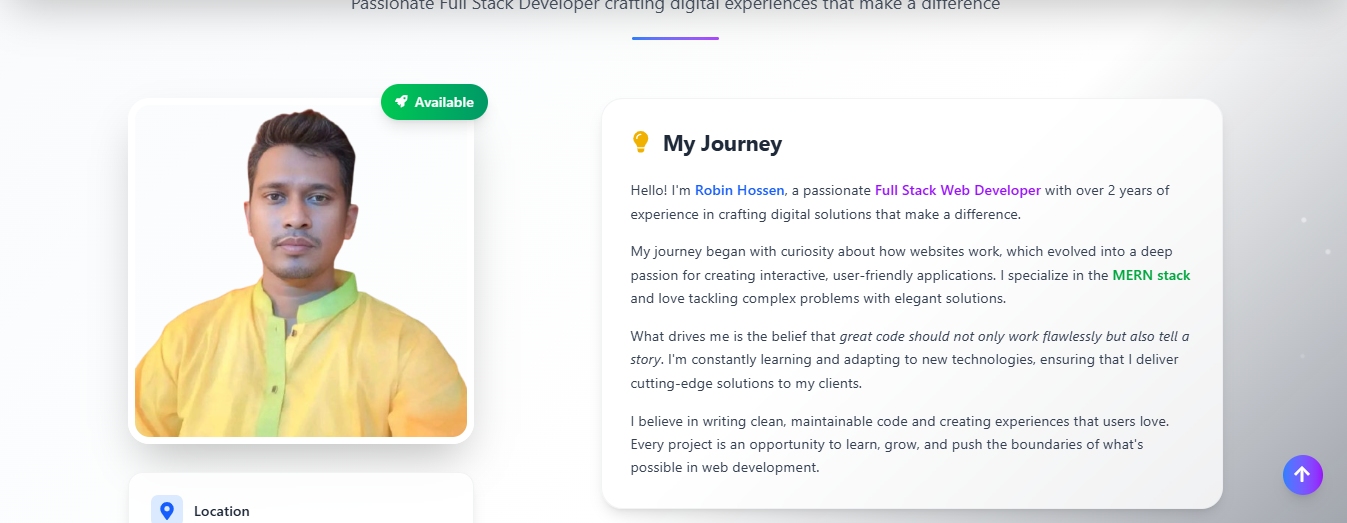 Passionate Full Stack Developer crafting digital experiences that make a difference
Available
My Journey
Hello! I'm Robin Hossen, a passionate Full Stack Web Developer with over 2 years of
experience in crafting digital solutions that make a difference.
My journey began with curiosity about how websites work, which evolved into a deep
passion for creating interactive, user-friendly applications. I specialize in the MERN stack
and love tackling complex problems with elegant solutions.
What drives me is the belief that great code should not only work flawlessly but also tell a
story. I'm constantly learning and adapting to new technologies, ensuring that I deliver
cutting-edge solutions to my clients.
I believe in writing clean, maintainable code and creating experiences that users love.
Every project is an opportunity to learn, grow, and push the boundaries of what's
possible in web development.
Location